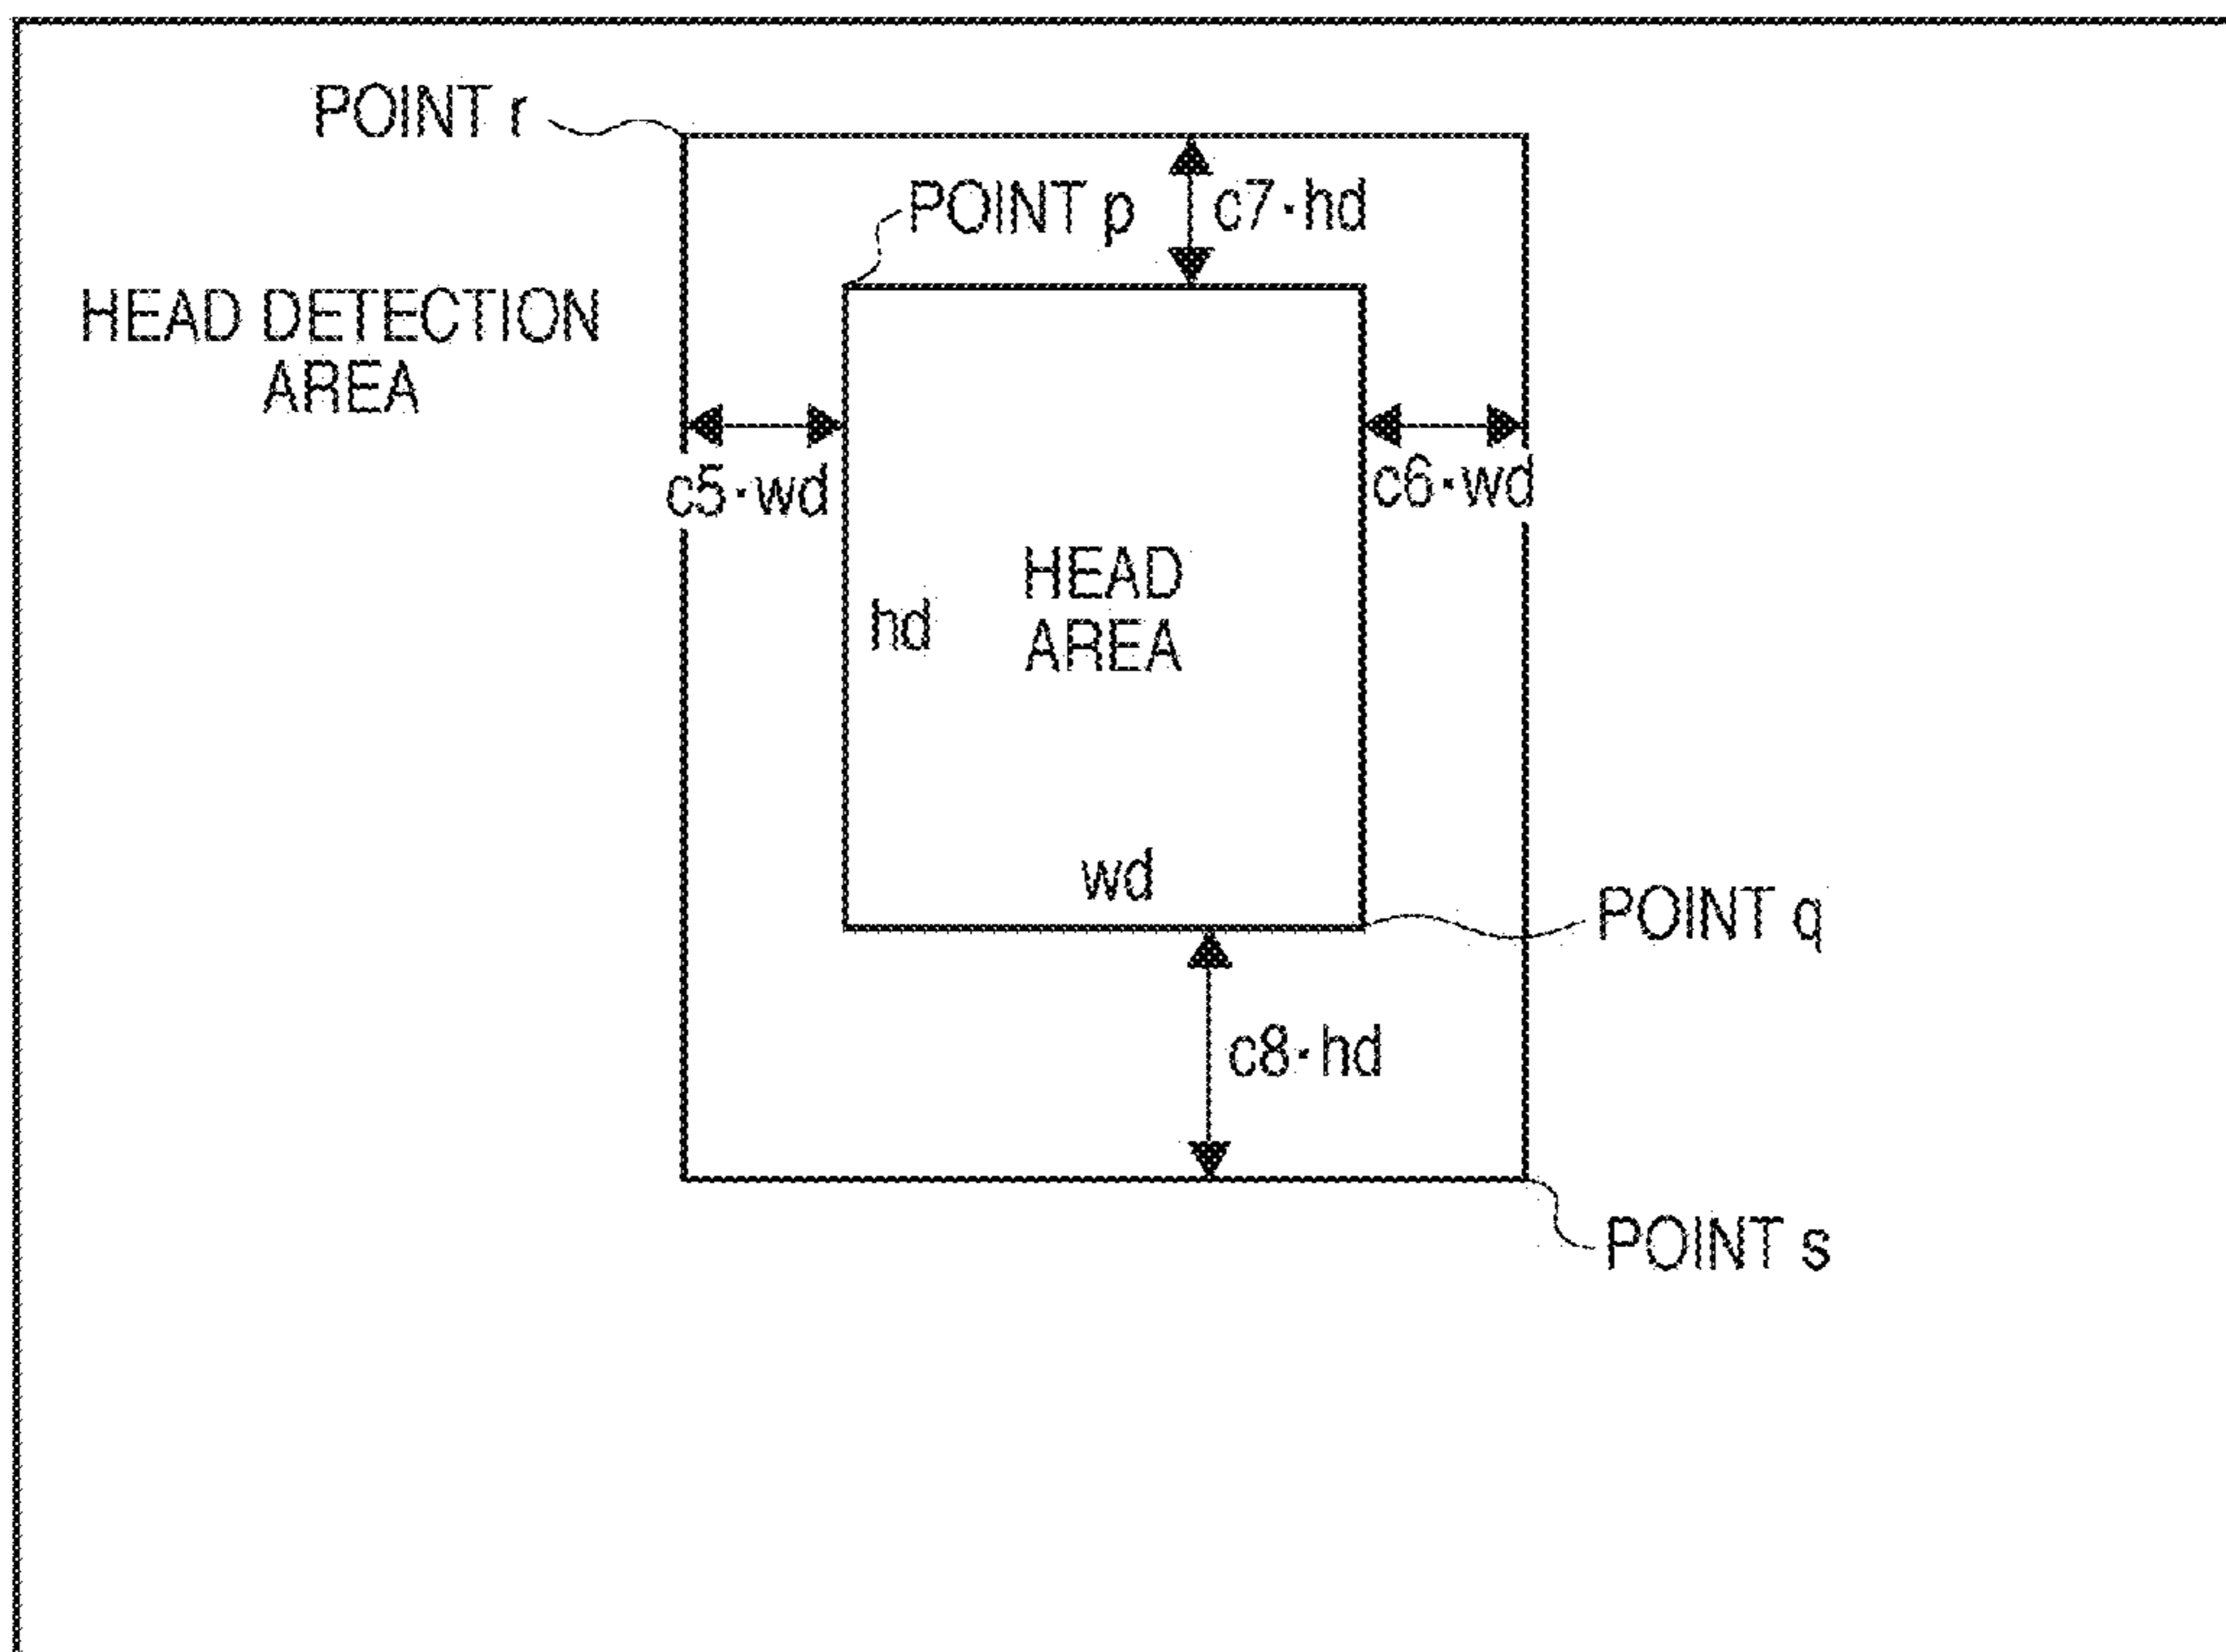 POINT r
POINT p
c7·hd
HEAD DETECTION
AREA
c5·wd
c6·wd
HEAD
AREA
hd
wd
POINT q
c8·hd
POINT s